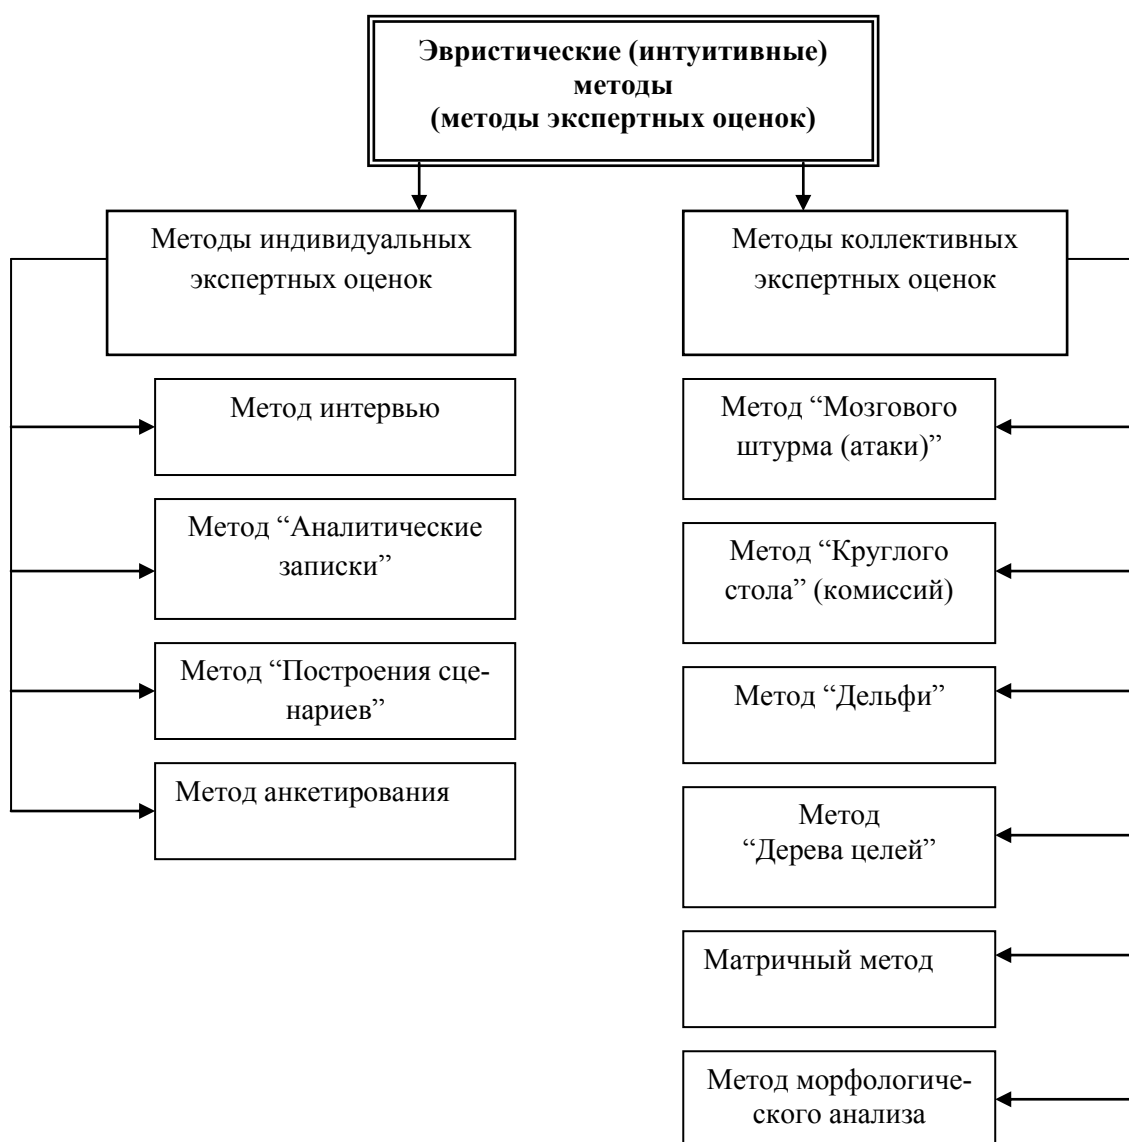 Эвристические (интуитивные)
методы
(методы экспертных оценок)
Методы индивидуальных
экспертных оценок
Методы коллективных
экспертных оценок
Метод интервью
Метод “Аналитические
записки”
Метод “Построения сце-
нариев”
Метод анкетирования
Метод “Мозгового
штурма (атаки)”
Метод “Круглого
стола” (комиссий)
Метод “Дельфи”
Метод
“Дерева целей”
Матричный метод
Метод морфологиче-
ского анализа